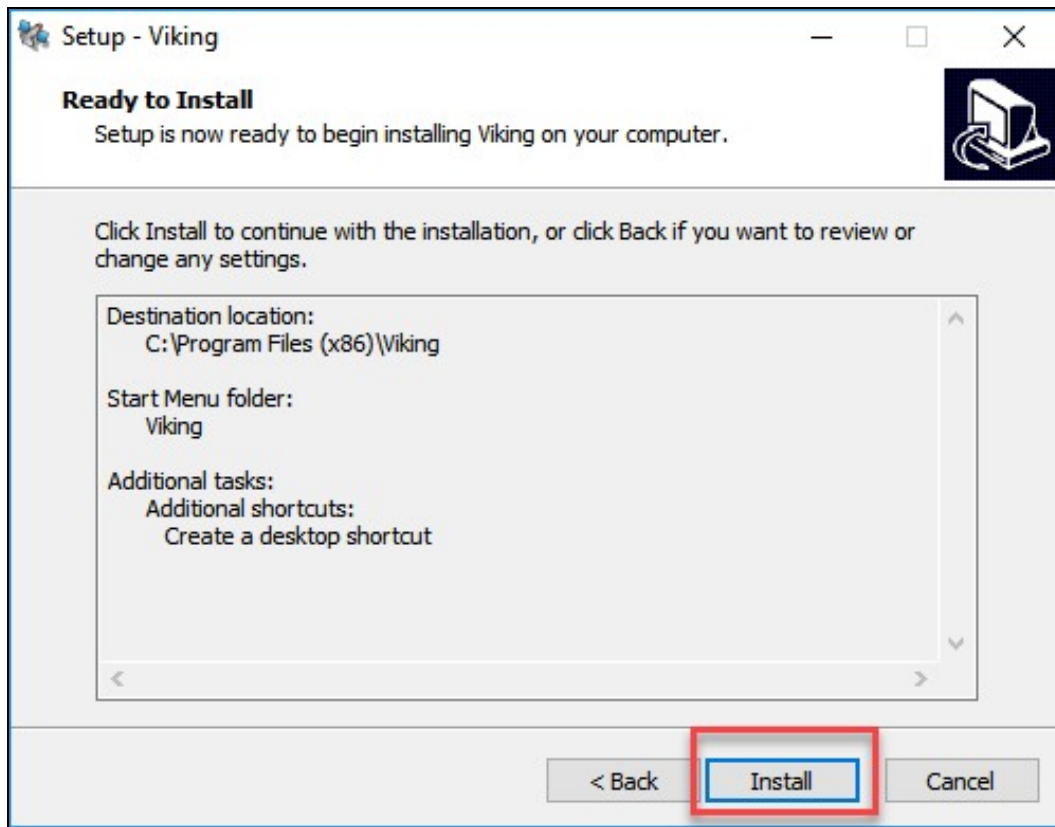 Setup - Viking
Ready to Install
Setup is now ready to begin installing Viking on your computer.
Click Install to continue with the installation, or click Back if you want to review or
change any settings.
Destination location:
C:\Program Files (x86)\Viking
Start Menu folder:
Viking
Additional tasks:
Additional shortcuts:
Create a desktop shortcut
< Back
Install
Cancel